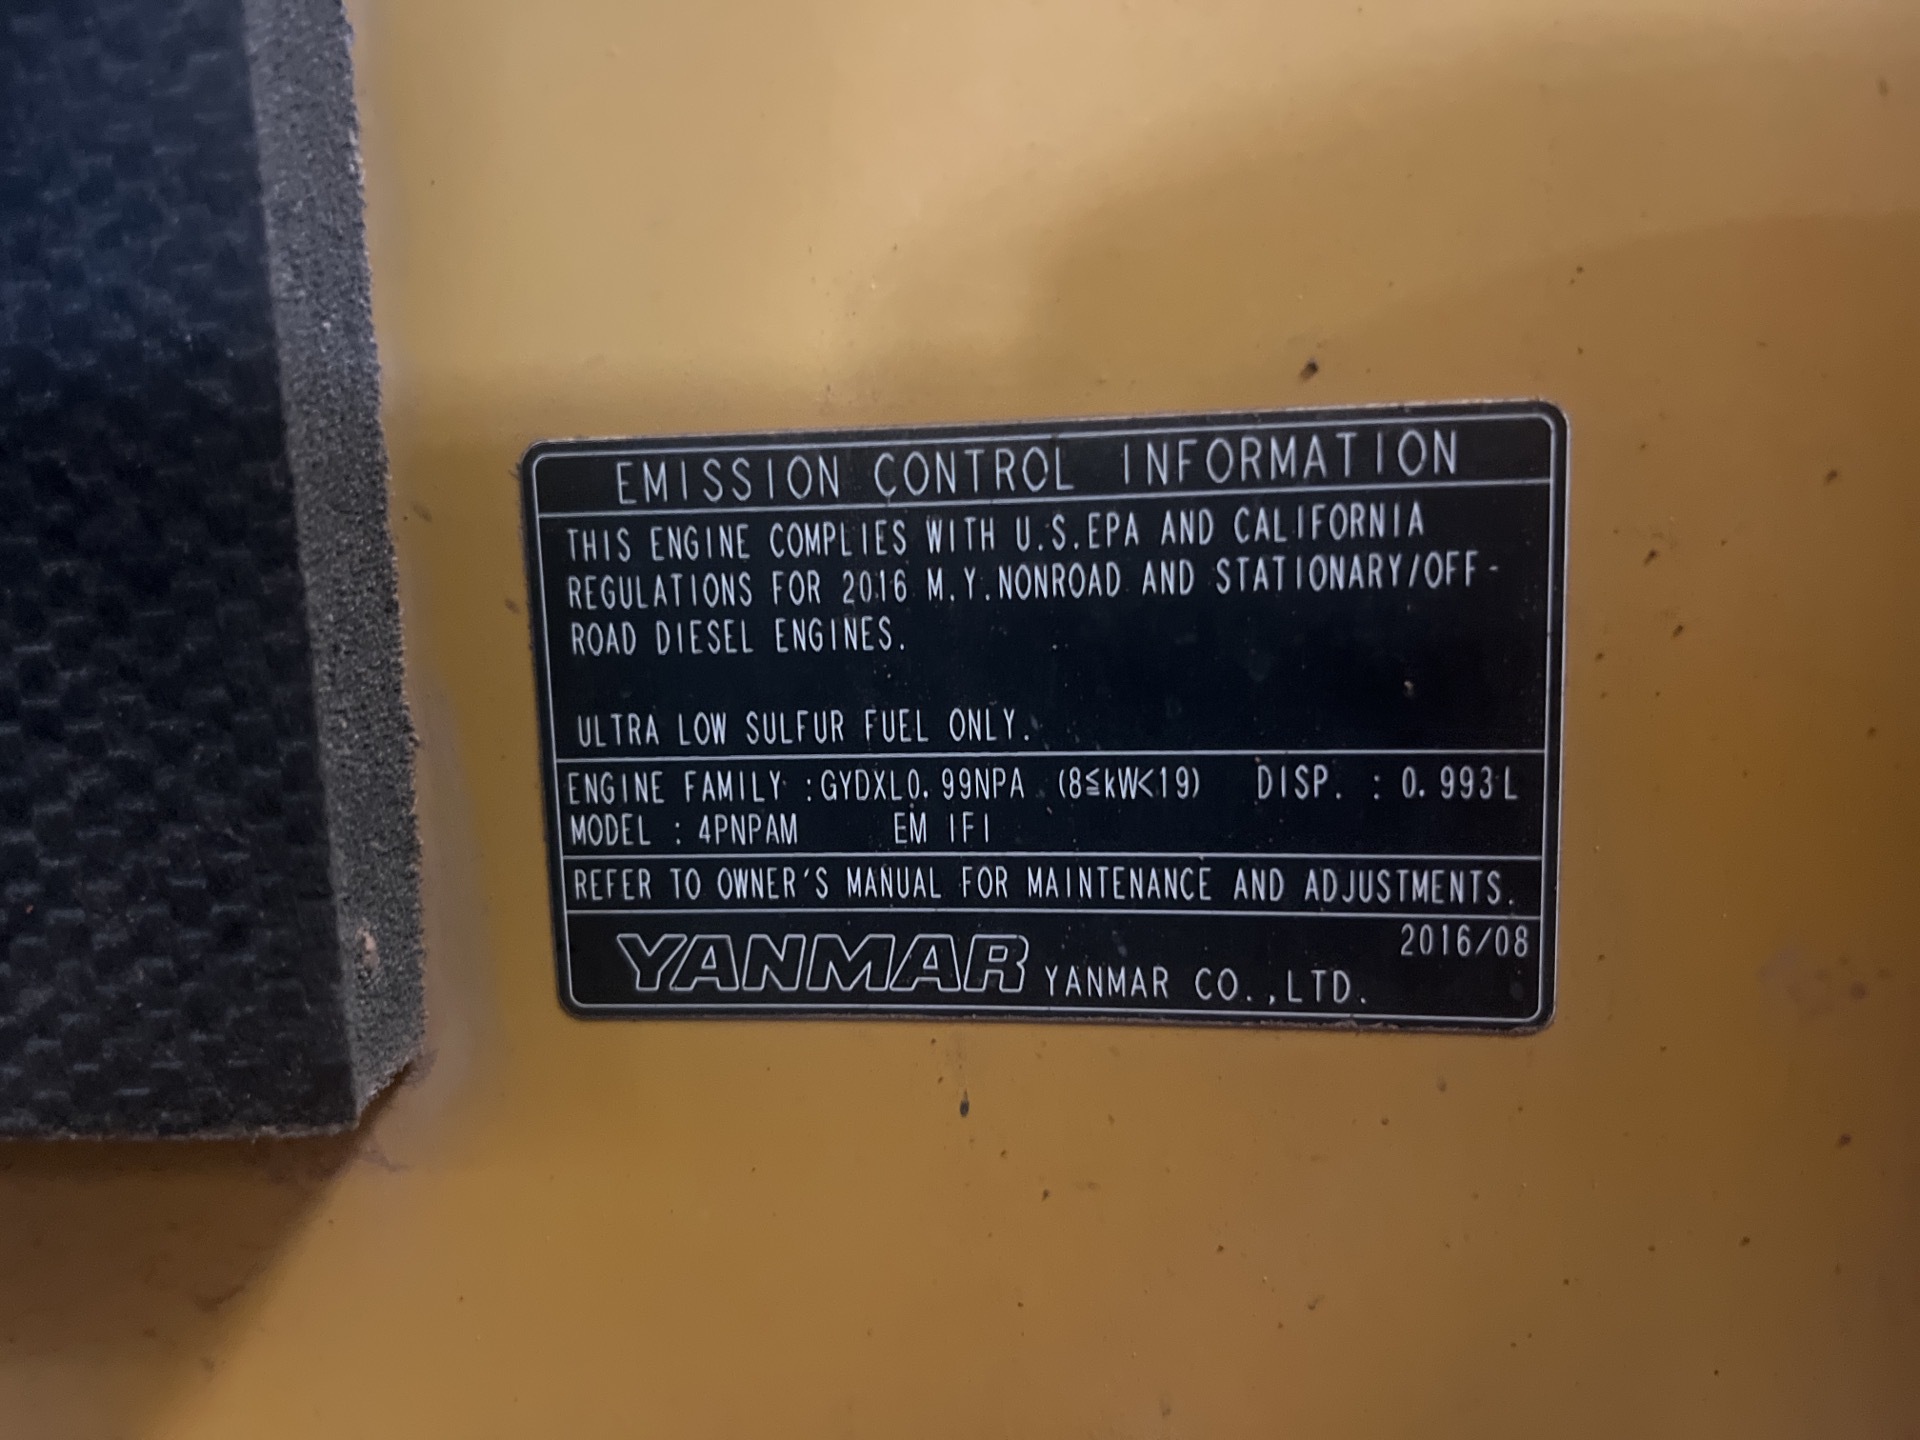 EMISSION CONTROL INFORMATION
THIS ENGINE COMPLIES WITH U.S.EPA AND CALIFORNIA
REGULATIONS FOR 2016 M.Y.NONROAD AND STATIONARY/OFF-
ROAD DIESEL ENGINES.
ULTRA LOW SULFUR FUEL ONLY.
ENGINE FAMILY :GYDXL0.99NPA (8≦kW<19) DISP. : 0.993L
MODEL : 4PNPAM EM IFI
REFER TO OWNER'S MANUAL FOR MAINTENANCE AND ADJUSTMENTS.
2016/08
YANMAR YANMAR CO.,LTD.